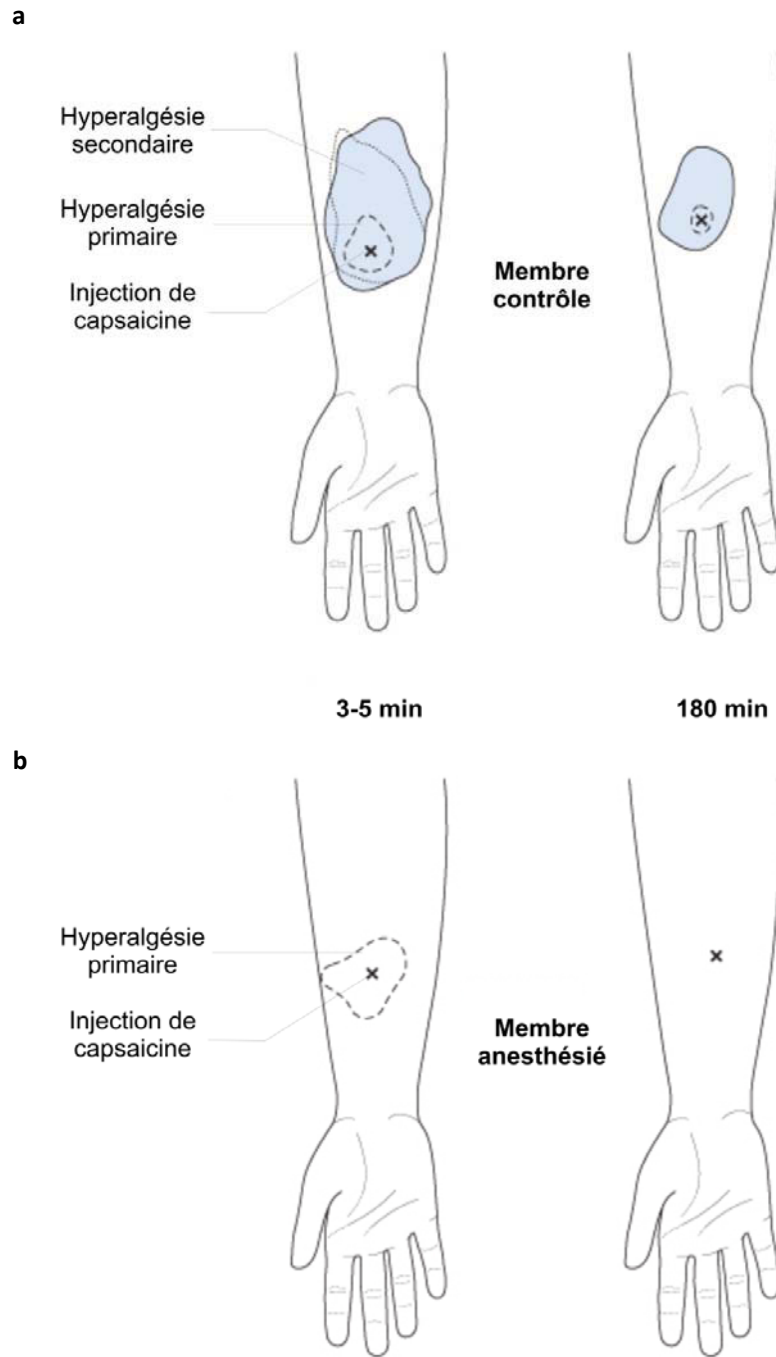 a
Hyperalgésie
secondaire
Hyperalgésie
primaire
Injection de
capsaicine
Membre
contrôle
3-5 min
180 min
b
Hyperalgésie
primaire
Injection de
capsaicine
Membre
anesthésié